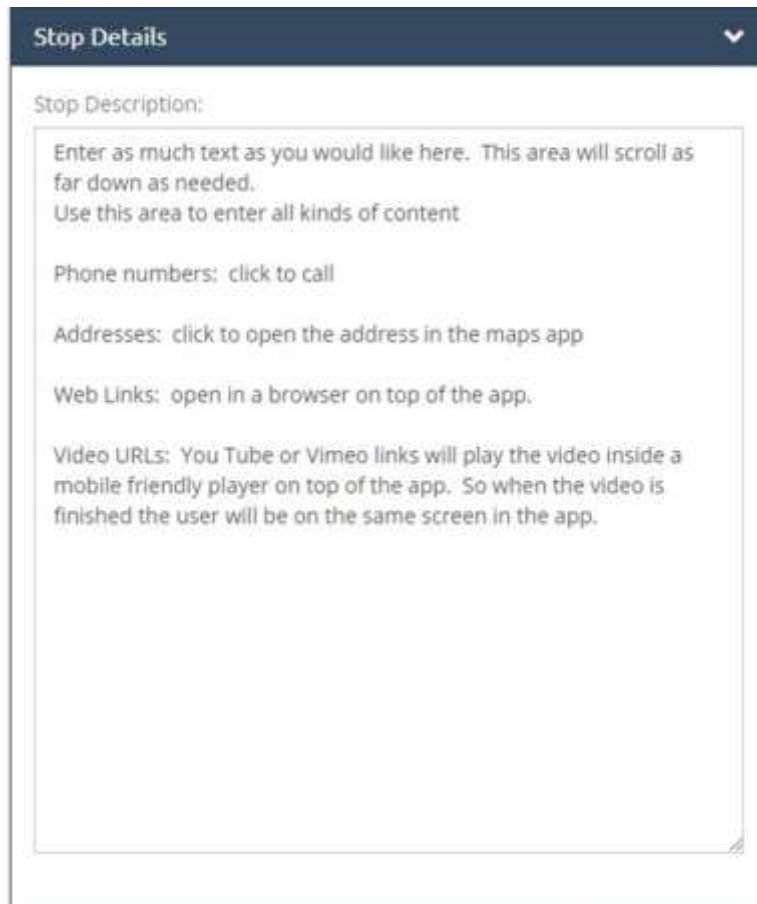 Stop Details
Stop Description:
Enter as much text as you would like here.  This area will scroll as
far down as needed.
Use this area to enter all kinds of content
Phone numbers:  click to call
Addresses:  click to open the address in the maps app
Web Links:  open in a browser on top of the app.
Video URLs:  You Tube or Vimeo links will play the video inside a
mobile friendly player on top of the app.  So when the video is
finished the user will be on the same screen in the app.